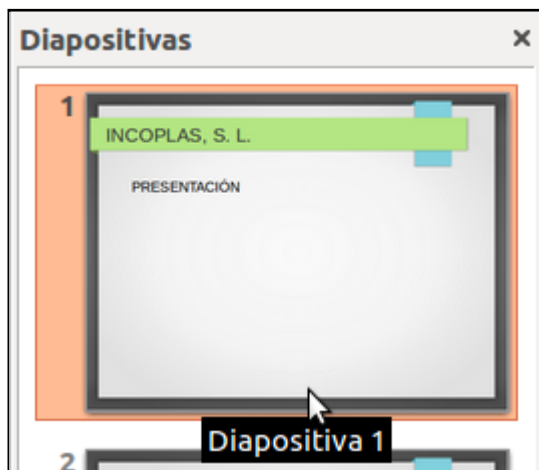 Diapositivas ×
1
INCOPLAS, S. L.
PRESENTACIÓN
Diapositiva 1
2